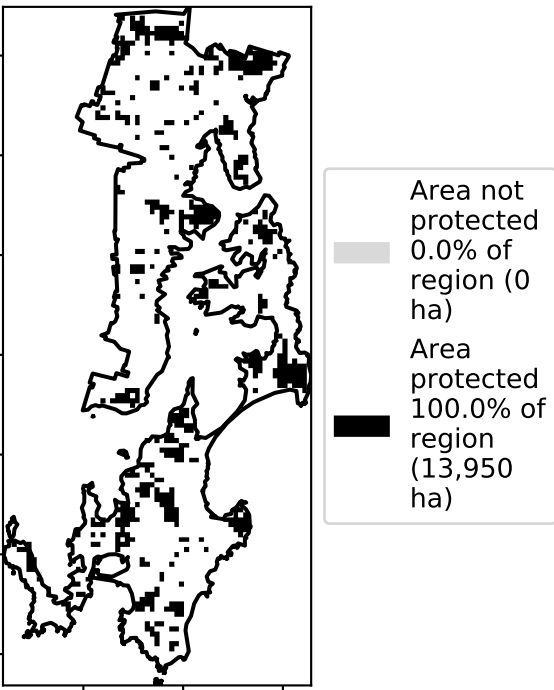 Area not
protected
0.0% of
region (0
ha)
Area
protected
100.0% of
region
(13,950
ha)